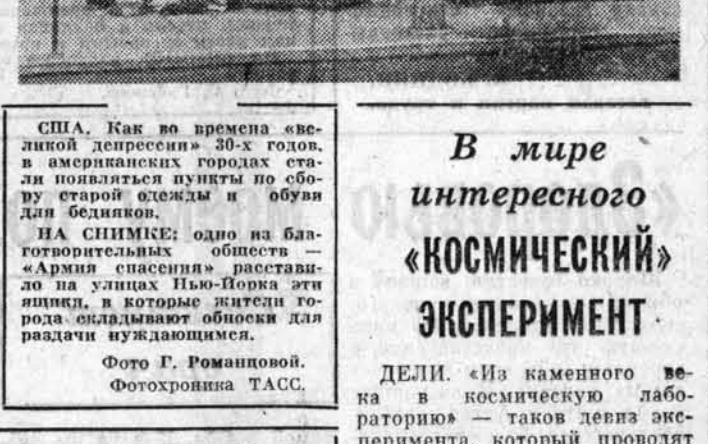 США. Как во времена «ве-
ликой депрессии» 30-х годов,
в американских городах ста-
ли появляться пункты по сбо-
ру старой одежды и обуви
для бедняков.
НА СНИМКЕ: одно из бла-
готворительных обществ —
«Армия спасения» расстави-
ло на улицах Нью-Йорка эти
ящики, в которые жители го-
рода складывают обноски для
раздачи нуждающимся.
Фото Г. Романцовой.
Фотохроника ТАСС.
В мире
интересного
«КОСМИЧЕСКИЙ»
ЭКСПЕРИМЕНТ
ДЕЛИ. «Из каменного ве-
ка в космическую лабо-
раторию» — таков девиз экс-
перимента, который проводят